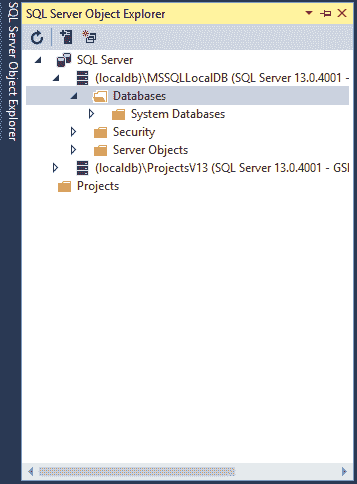 SQL Server Object Explorer
SQL Server Object Explorer
SQL Server
(localdb)\MSSQLLocalDB (SQL Server 13.0.4001 -
Databases
System Databases
Security
Server Objects
(localdb)\ProjectsV13 (SQL Server 13.0.4001 - GSI
Projects